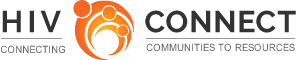 HIV CONNECT
CONNECTING COMMUNITIES TO RESOURCES